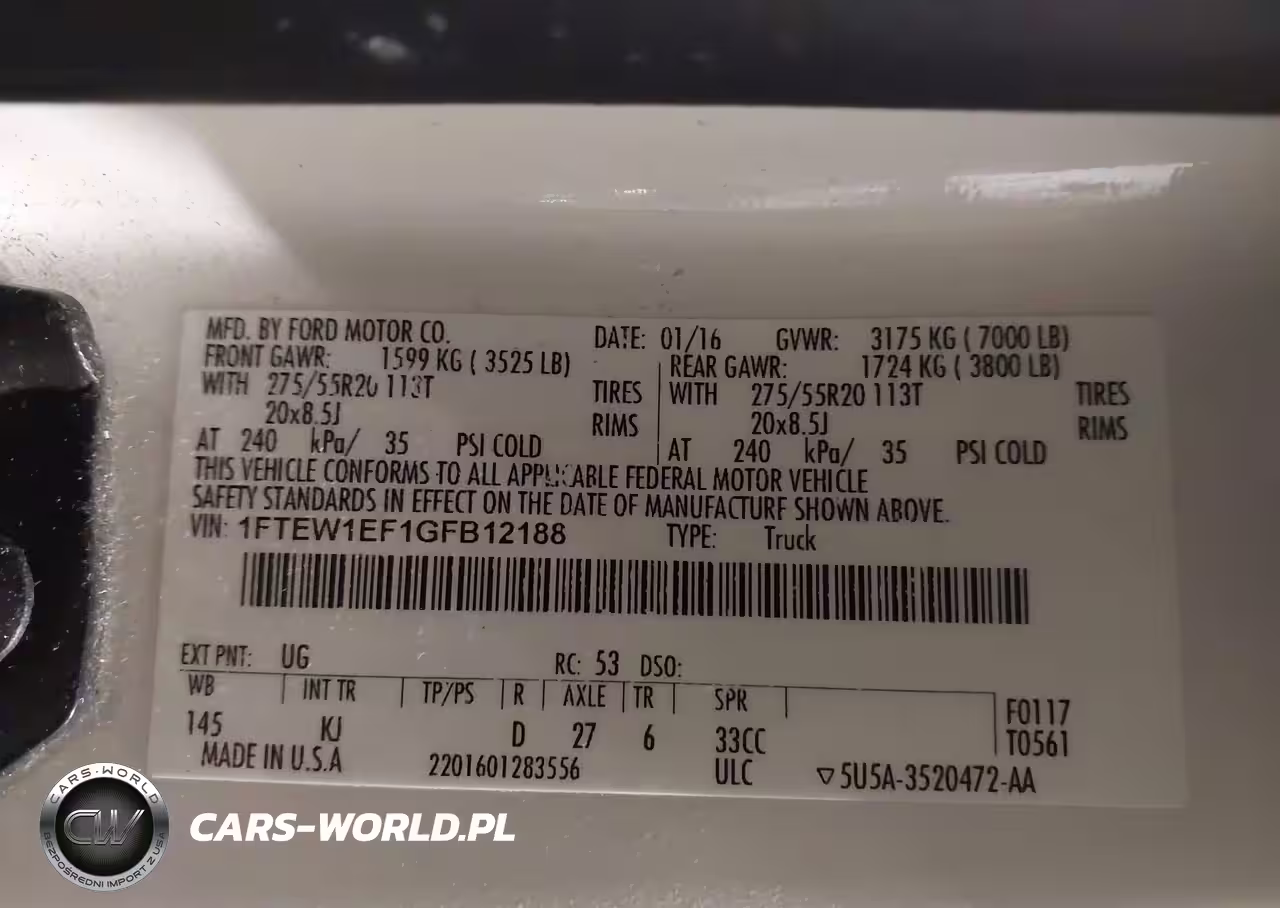 MFD. BY FORD MOTOR CO. DATE: 01/16 GVWR: 3175 KG ( 7000 LB)
FRONT GAWR: 1599 KG ( 3525 LB) REAR GAWR: 1724 KG ( 3800 LB)
WITH 275/55R20 113T TIRES WITH 275/55R20 113T TIRES
20x8.5J RIMS 20x8.5J RIMS
AT 240 kPa/ 35 PSI COLD AT 240 kPa/ 35 PSI COLD
THIS VEHICLE CONFORMS TO ALL APPLICABLE FEDERAL MOTOR VEHICLE
SAFETY STANDARDS IN EFFECT ON THE DATE OF MANUFACTURE SHOWN ABOVE.
VIN: 1FTEW1EF1GFB12188 TYPE: Truck
EXT PNT: UG RC: 53 DSO:
WB INT TR TP/PS R AXLE TR SPR
F0117
145 KJ D 27 6 33CC T0561
MADE IN U.S.A 2201601283556 ULC ▽5U5A-3520472-AA
CARS-WORLD
CW
BEZPOŚREDNI IMPORT Z USA
CARS-WORLD.PL